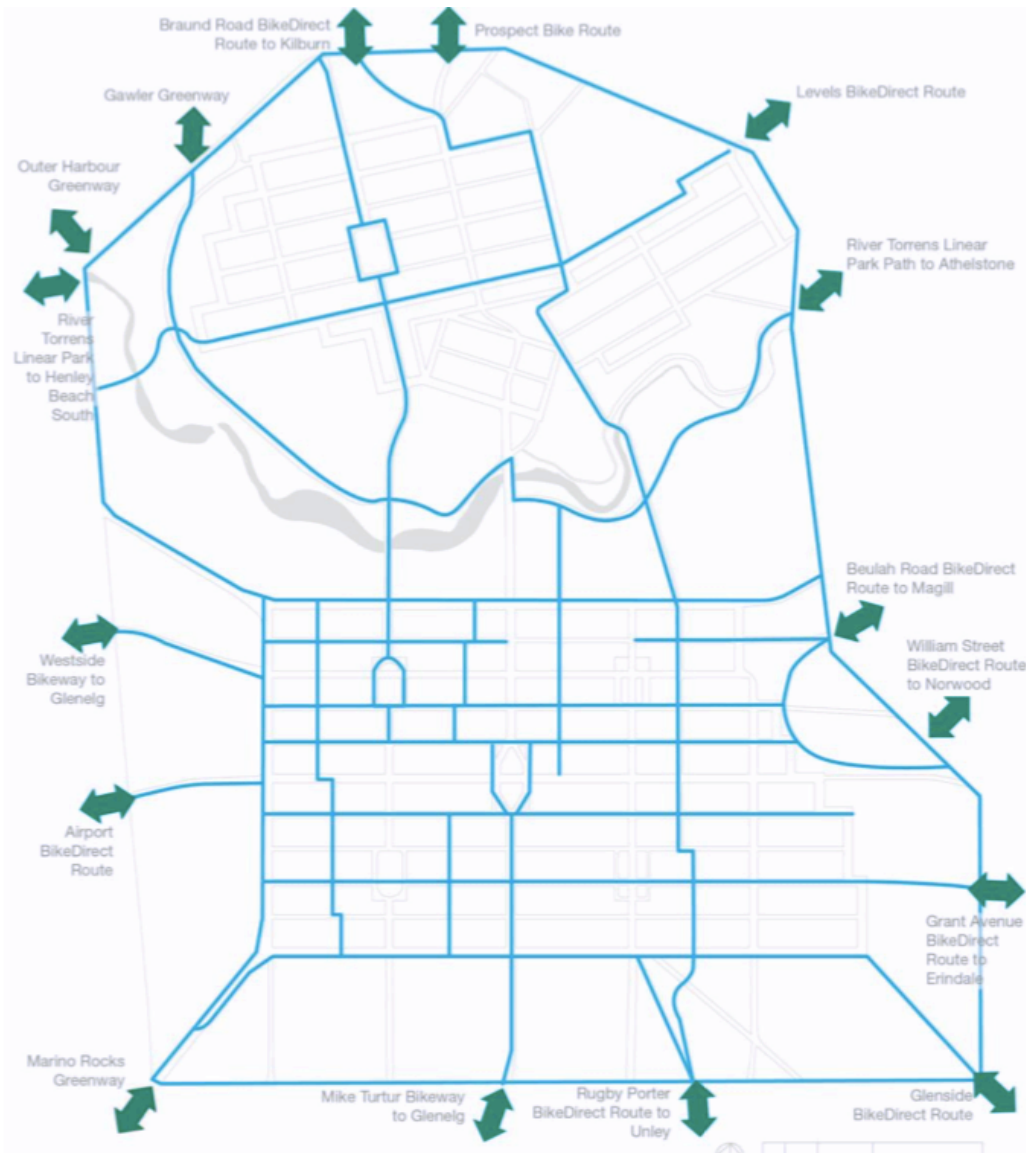 Braund Road BikeDirect
Route to Kilburn
Prospect Bike Route
Gawler Greenway
Levels BikeDirect Route
Outer Harbour
Greenway
River Torrens Linear
Park Path to Athelstone
River
Torrens
Linear Park
to Henley
Beach
South
Beulah Road BikeDirect
Route to Magill
Westside
Bikeway to
Glenelg
William Street
BikeDirect Route
to Norwood
Airport
BikeDirect
Route
Grant Avenue
BikeDirect
Route to
Erindale
Marino Rocks
Greenway
Mike Turtur Bikeway
to Glenelg
Rugby Porter
BikeDirect Route to
Unley
Glenside
BikeDirect Route